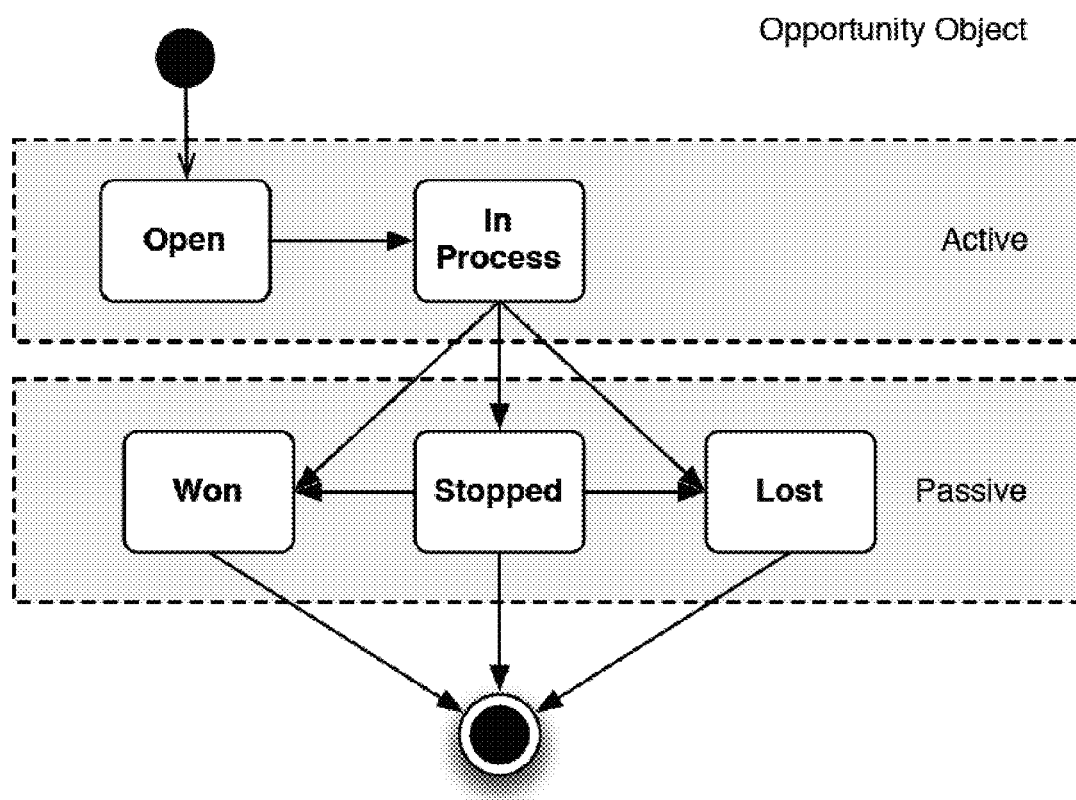 Opportunity Object
Open
In
Process
Active
Won
Stopped
Lost
Passive